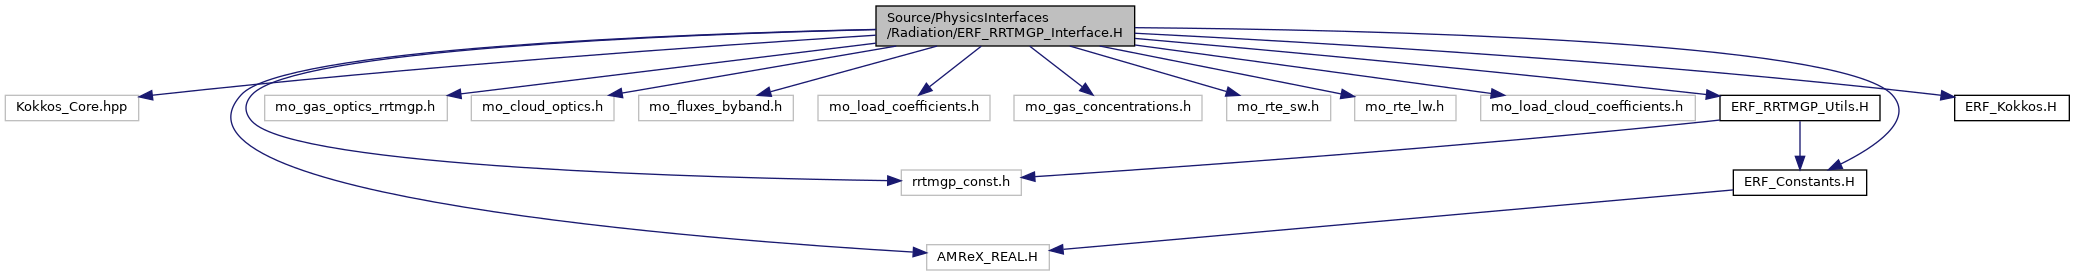 Source/PhysicsInterfaces
/Radiation/ERF_RRTMGP_Interface.H
Kokkos_Core.hpp
mo_gas_optics_rrtmgp.h
mo_cloud_optics.h
mo_fluxes_byband.h
mo_load_coefficients.h
mo_gas_concentrations.h
mo_rte_sw.h
mo_rte_lw.h
mo_load_cloud_coefficients.h
ERF_RRTMGP_Utils.H
ERF_Kokkos.H
rrtmgp_const.h
ERF_Constants.H
AMReX_REAL.H